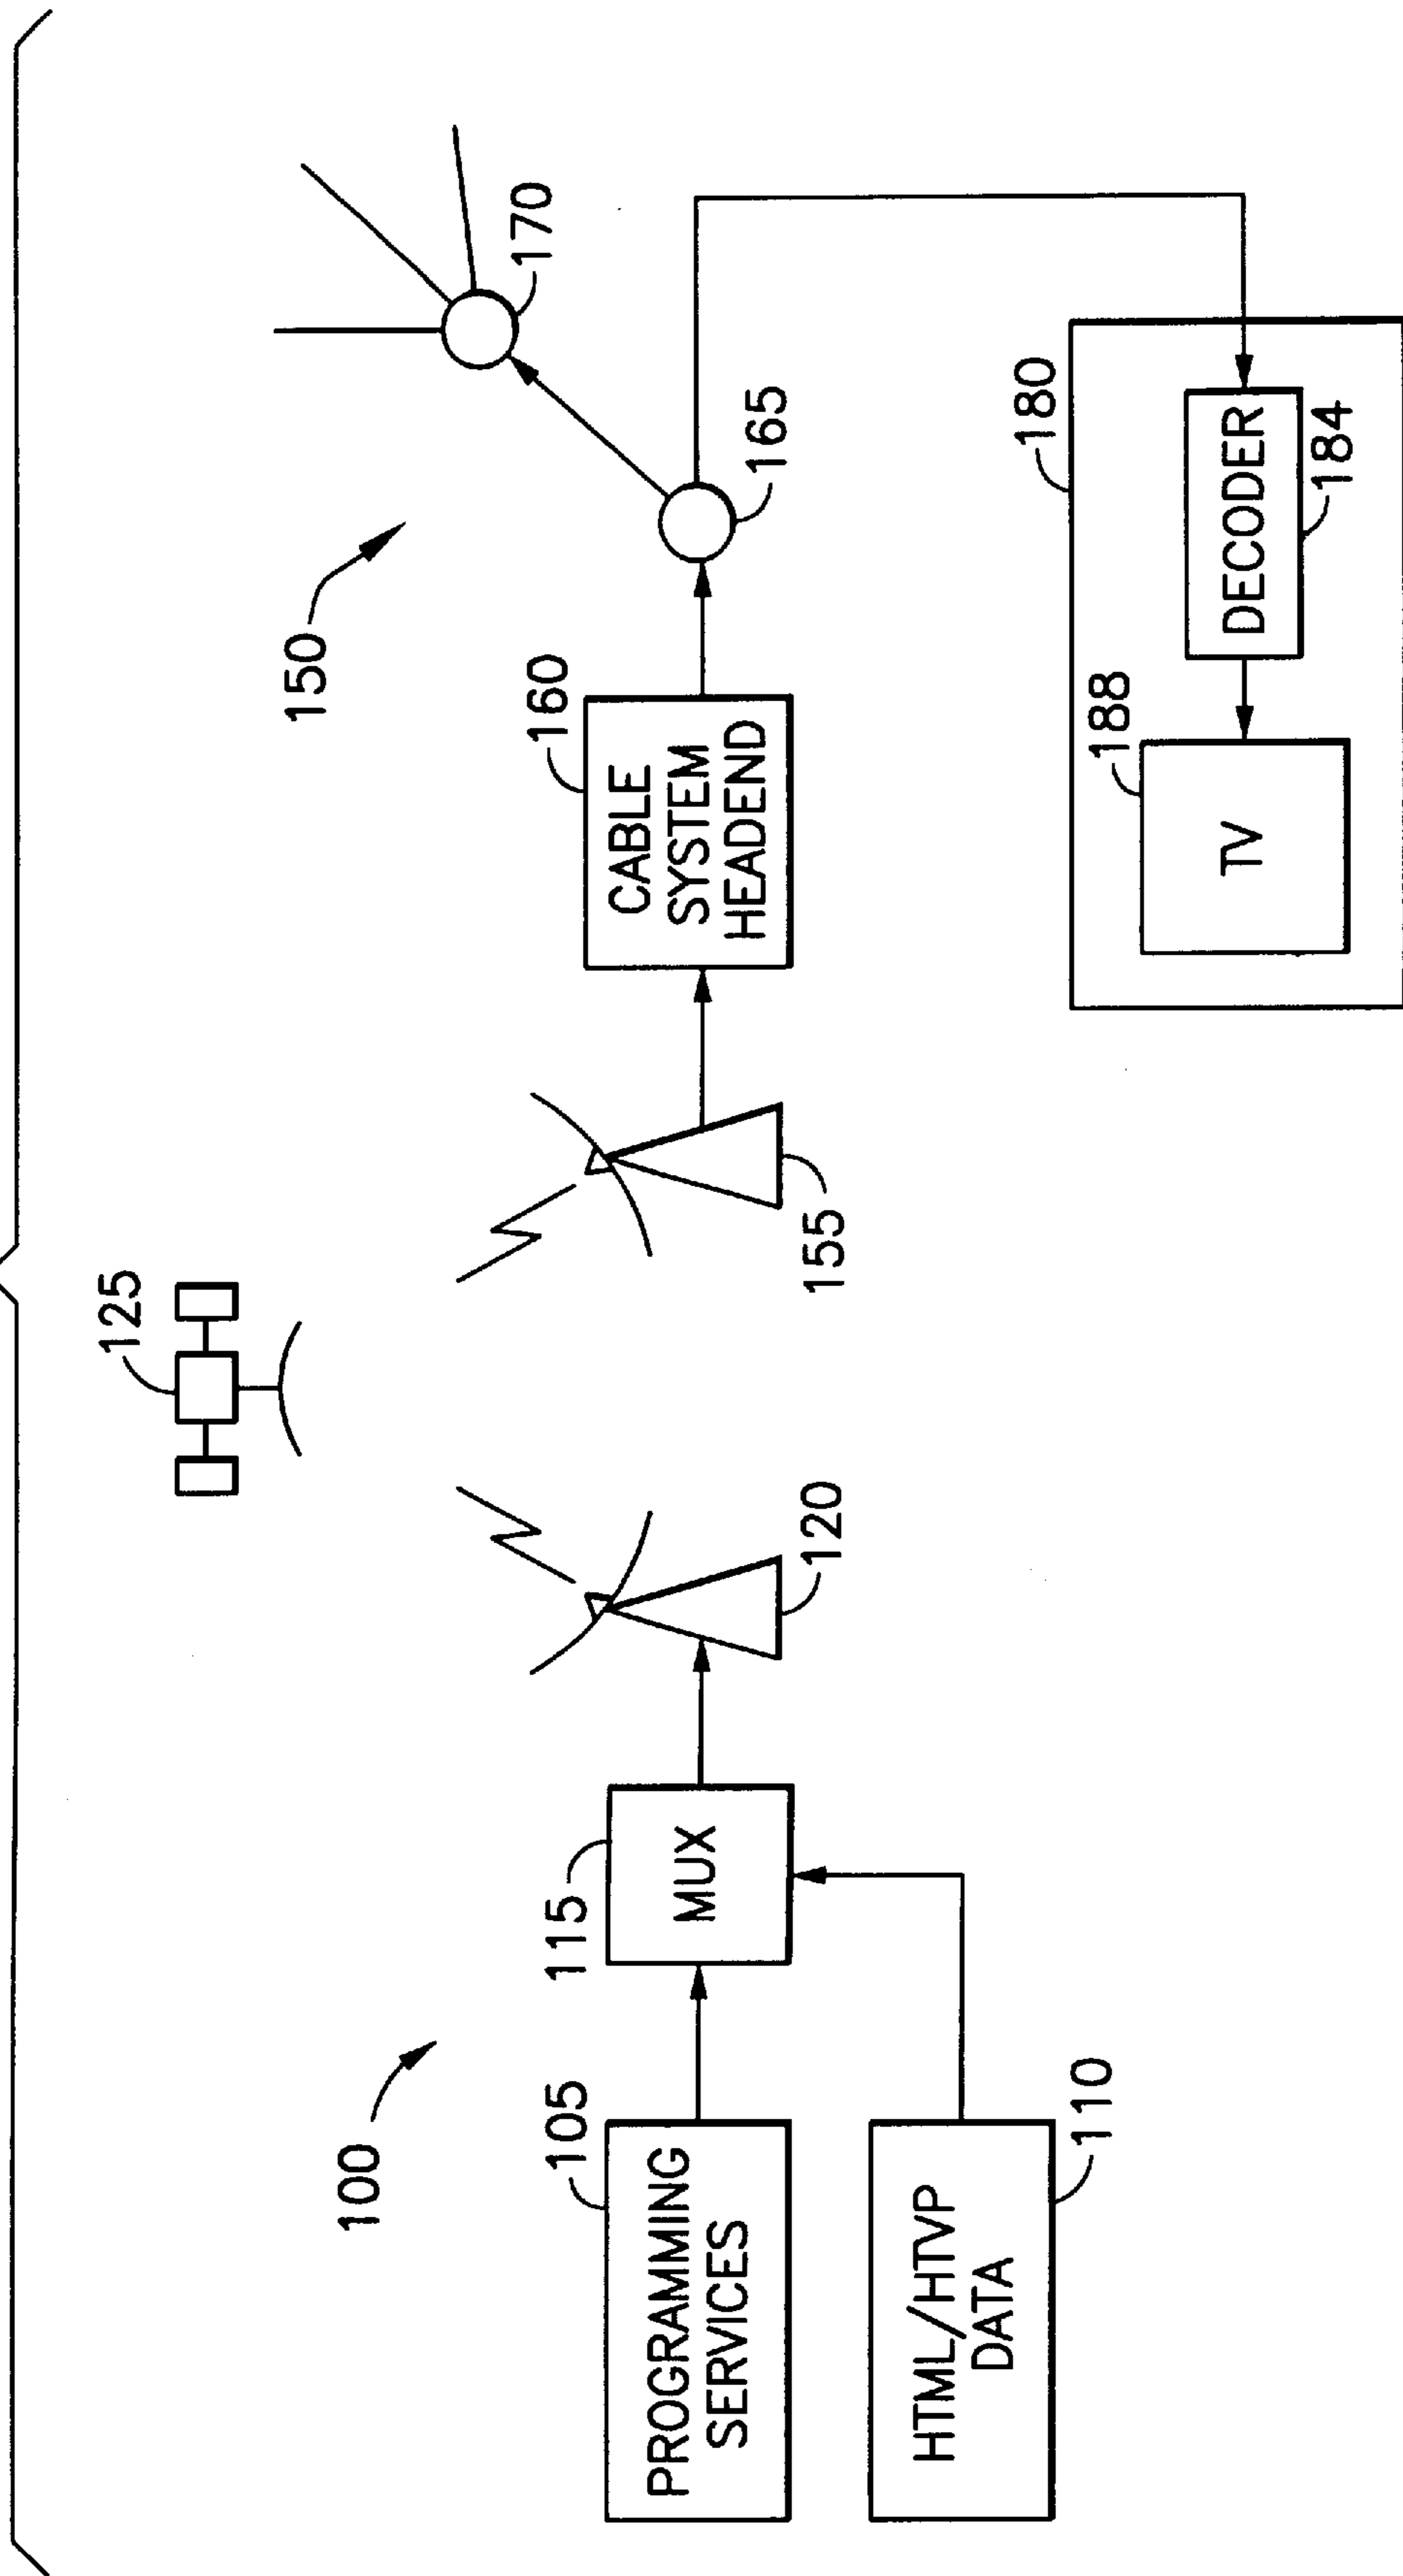 125
150
170
100
160
165
105
115
PROGRAMMING
SERVICES
MUX
CABLE
SYSTEM
HEADEND
120
155
HTML/HTVP
DATA
110
180
188
TV
DECODER
184